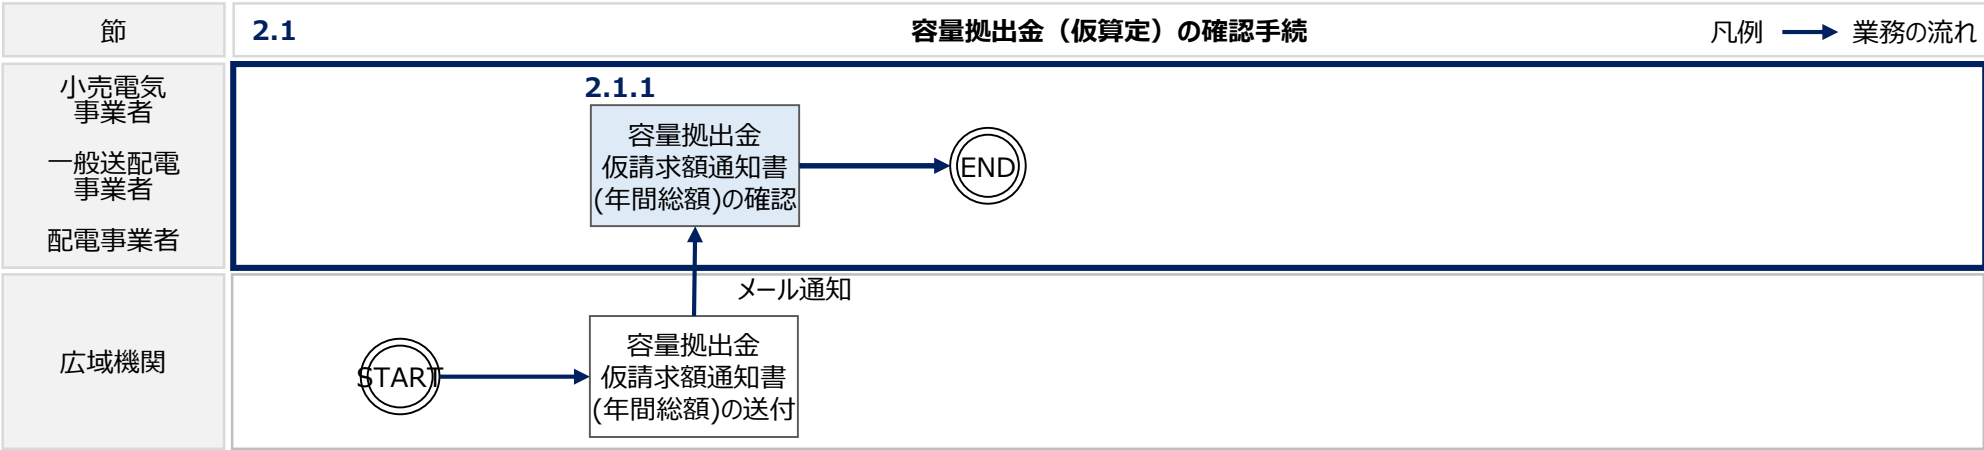 節
2.1
容量拠出金（仮算定）の確認手続
凡例
業務の流れ
小売電気
事業者
一般送配電
事業者
配電事業者
2.1.1
容量拠出金
仮請求額通知書
(年間総額)の確認
END
メール通知
広域機関
START
容量拠出金
仮請求額通知書
(年間総額)の送付